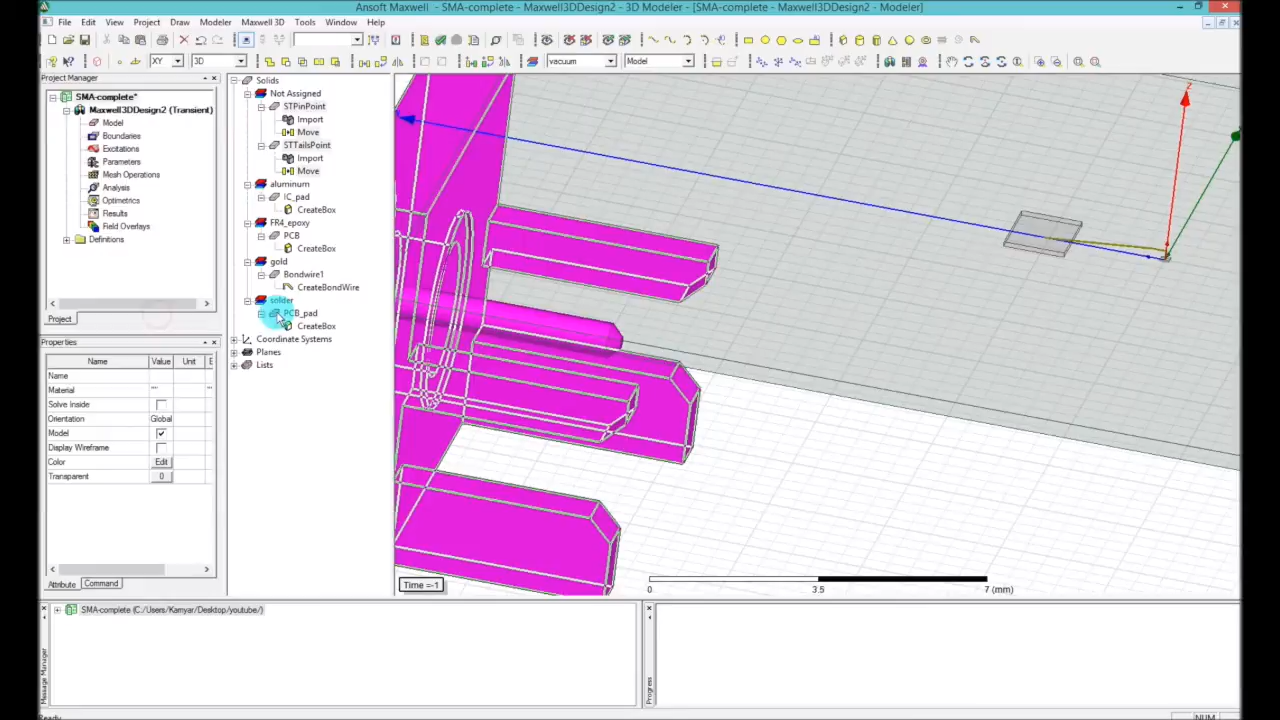 Ansoft Maxwell - SMA-complete - Maxwell3DDesign2 - 3D Modeler - [SMA-complete - Maxwell3DDesign2 - Modeler]
File Edit View Project Draw Modeler Maxwell 3D Tools Window Help
XY 3D vacuum Model
Project Manager
SMA-complete*
Maxwell3DDesign2 (Transient)
Model
Boundaries
Excitations
Parameters
Mesh Operations
Analysis
Optimetrics
Results
Field Overlays
Definitions
Project
Properties
Name Value Unit E
Name
Material ""
Solve Inside
Orientation Global
Model
Display Wireframe
Color Edit
Transparent 0
Attribute Command
Solids
Not Assigned
STPinPoint
Import
Move
STTailsPoint
Import
Move
aluminum
IC_pad
CreateBox
FR4_epoxy
PCB
CreateBox
gold
Bondwire1
CreateBondWire
solder
PCB_pad
CreateBox
Coordinate Systems
Planes
Lists
Z
Time =-1
0 3.5 7 (mm)
SMA-complete (C:/Users/Kamyar/Desktop/youtube/)
Message Manager
Progress
Ready
NUM